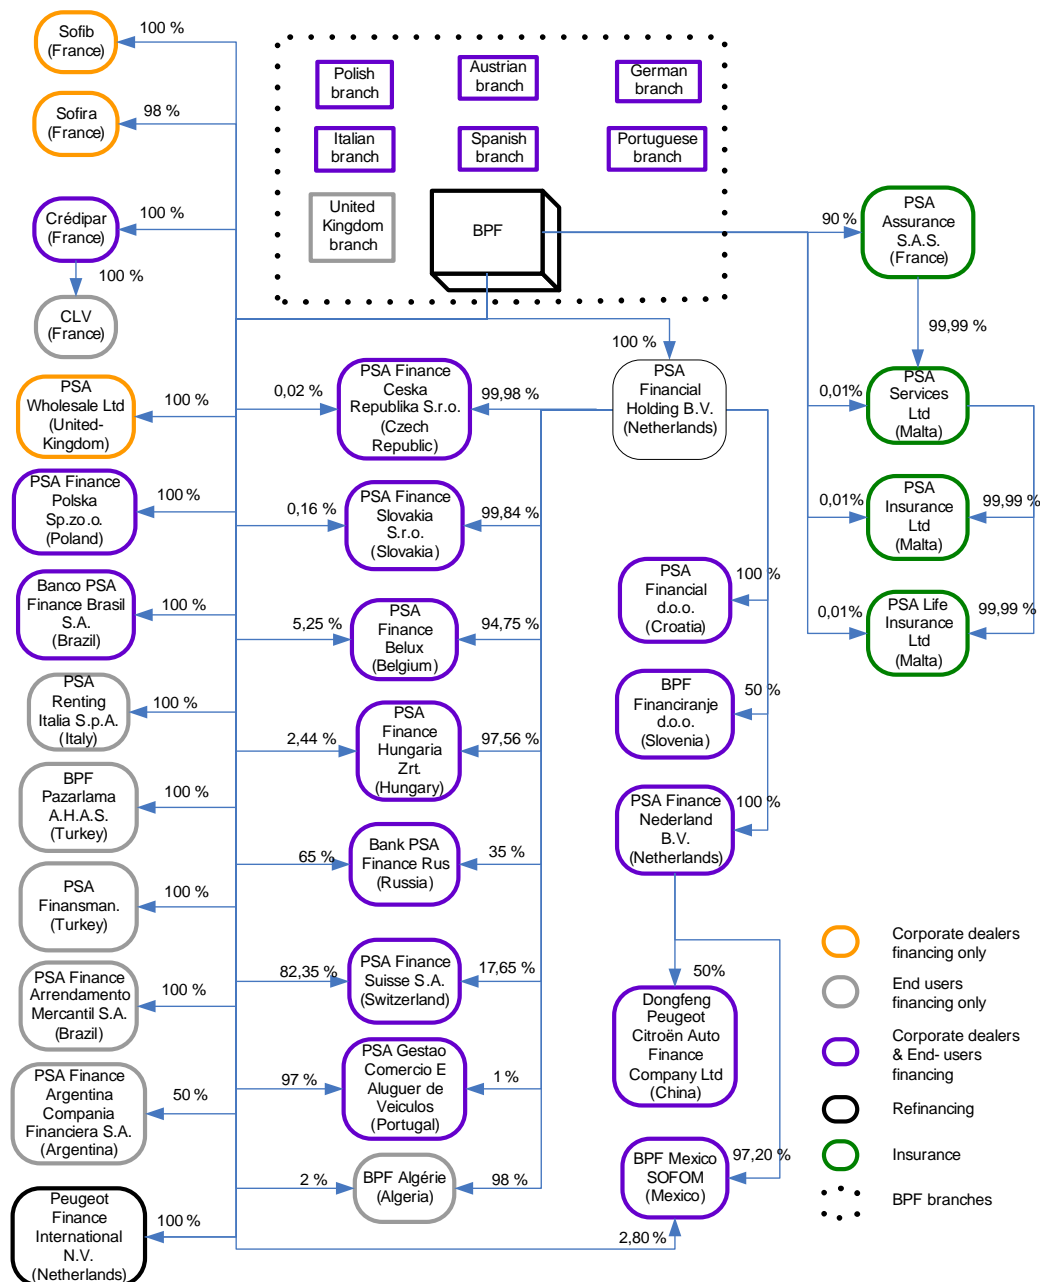 Sofib
(France)
100 %
Sofira
(France)
98 %
Crédipar
(France)
100 %
100 %
CLV
(France)
PSA
Wholesale Ltd
(United-
Kingdom)
100 %
PSA Finance
Polska
Sp.zo.o.
(Poland)
100 %
Banco PSA
Finance Brasil
S.A.
(Brazil)
100 %
PSA
Renting
Italia S.p.A.
(Italy)
100 %
BPF
Pazarlama
A.H.A.S.
(Turkey)
100 %
PSA
Finansman.
(Turkey)
100 %
PSA Finance
Arrendamento
Mercantil S.A.
(Brazil)
100 %
PSA Finance
Argentina
Compania
Financiera S.A.
(Argentina)
50 %
Peugeot
Finance
International
N.V.
(Netherlands)
100 %
Polish
branch
Austrian
branch
German
branch
Italian
branch
Spanish
branch
Portuguese
branch
United
Kingdom
branch
BPF
0,02 %
PSA Finance
Ceska
Republika S.r.o.
(Czech
Republic)
99,98 %
0,16 %
PSA Finance
Slovakia
S.r.o.
(Slovakia)
99,84 %
5,25 %
PSA
Finance
Belux
(Belgium)
94,75 %
2,44 %
PSA
Finance
Hungaria
Zrt.
(Hungary)
97,56 %
65 %
Bank PSA
Finance Rus
(Russia)
35 %
82,35 %
PSA Finance
Suisse S.A.
(Switzerland)
17,65 %
97 %
PSA Gestao
Comercio E
Aluguer de
Veiculos
(Portugal)
1 %
2 %
BPF Algérie
(Algeria)
98 %
100 %
PSA
Financial
Holding B.V.
(Netherlands)
PSA
Financial
d.o.o.
(Croatia)
100 %
BPF
Financiranje
d.o.o.
(Slovenia)
50 %
PSA Finance
Nederland
B.V.
(Netherlands)
100 %
50%
Dongfeng
Peugeot
Citroën Auto
Finance
Company Ltd
(China)
BPF Mexico
SOFOM
(Mexico)
97,20 %
2,80 %
90 %
PSA
Assurance
S.A.S.
(France)
99,99 %
0,01%
PSA
Services
Ltd
(Malta)
0,01%
PSA
Insurance
Ltd
(Malta)
99,99 %
0,01%
PSA Life
Insurance
Ltd
(Malta)
99,99 %
Corporate dealers
financing only
End users
financing only
Corporate dealers
& End- users
financing
Refinancing
Insurance
BPF branches